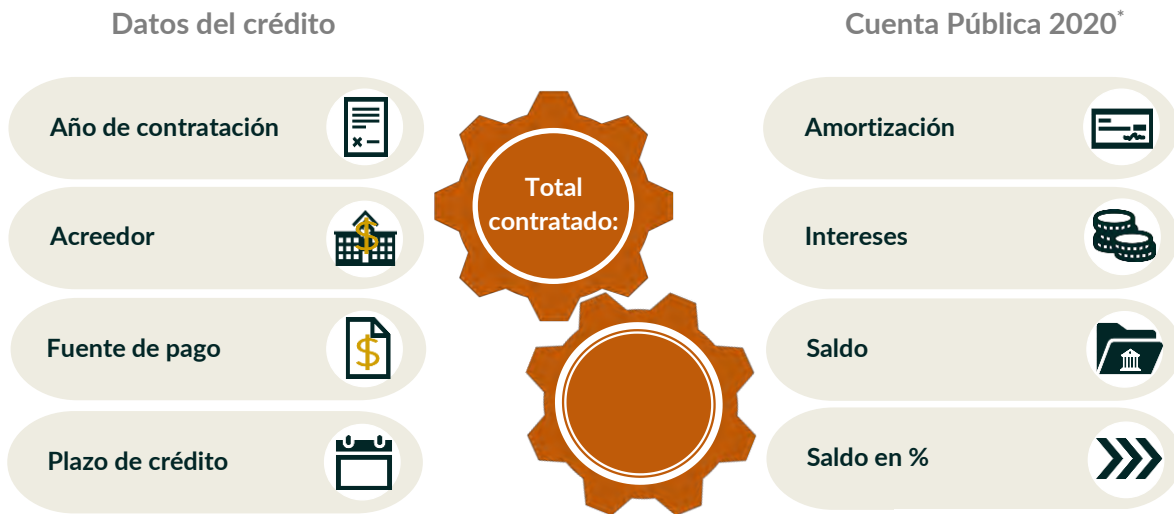 Datos del crédito
Año de contratación
Acreedor
Fuente de pago
Plazo de crédito
Total
contratado:
Cuenta Pública 2020*
Amortización
Intereses
Saldo
Saldo en %